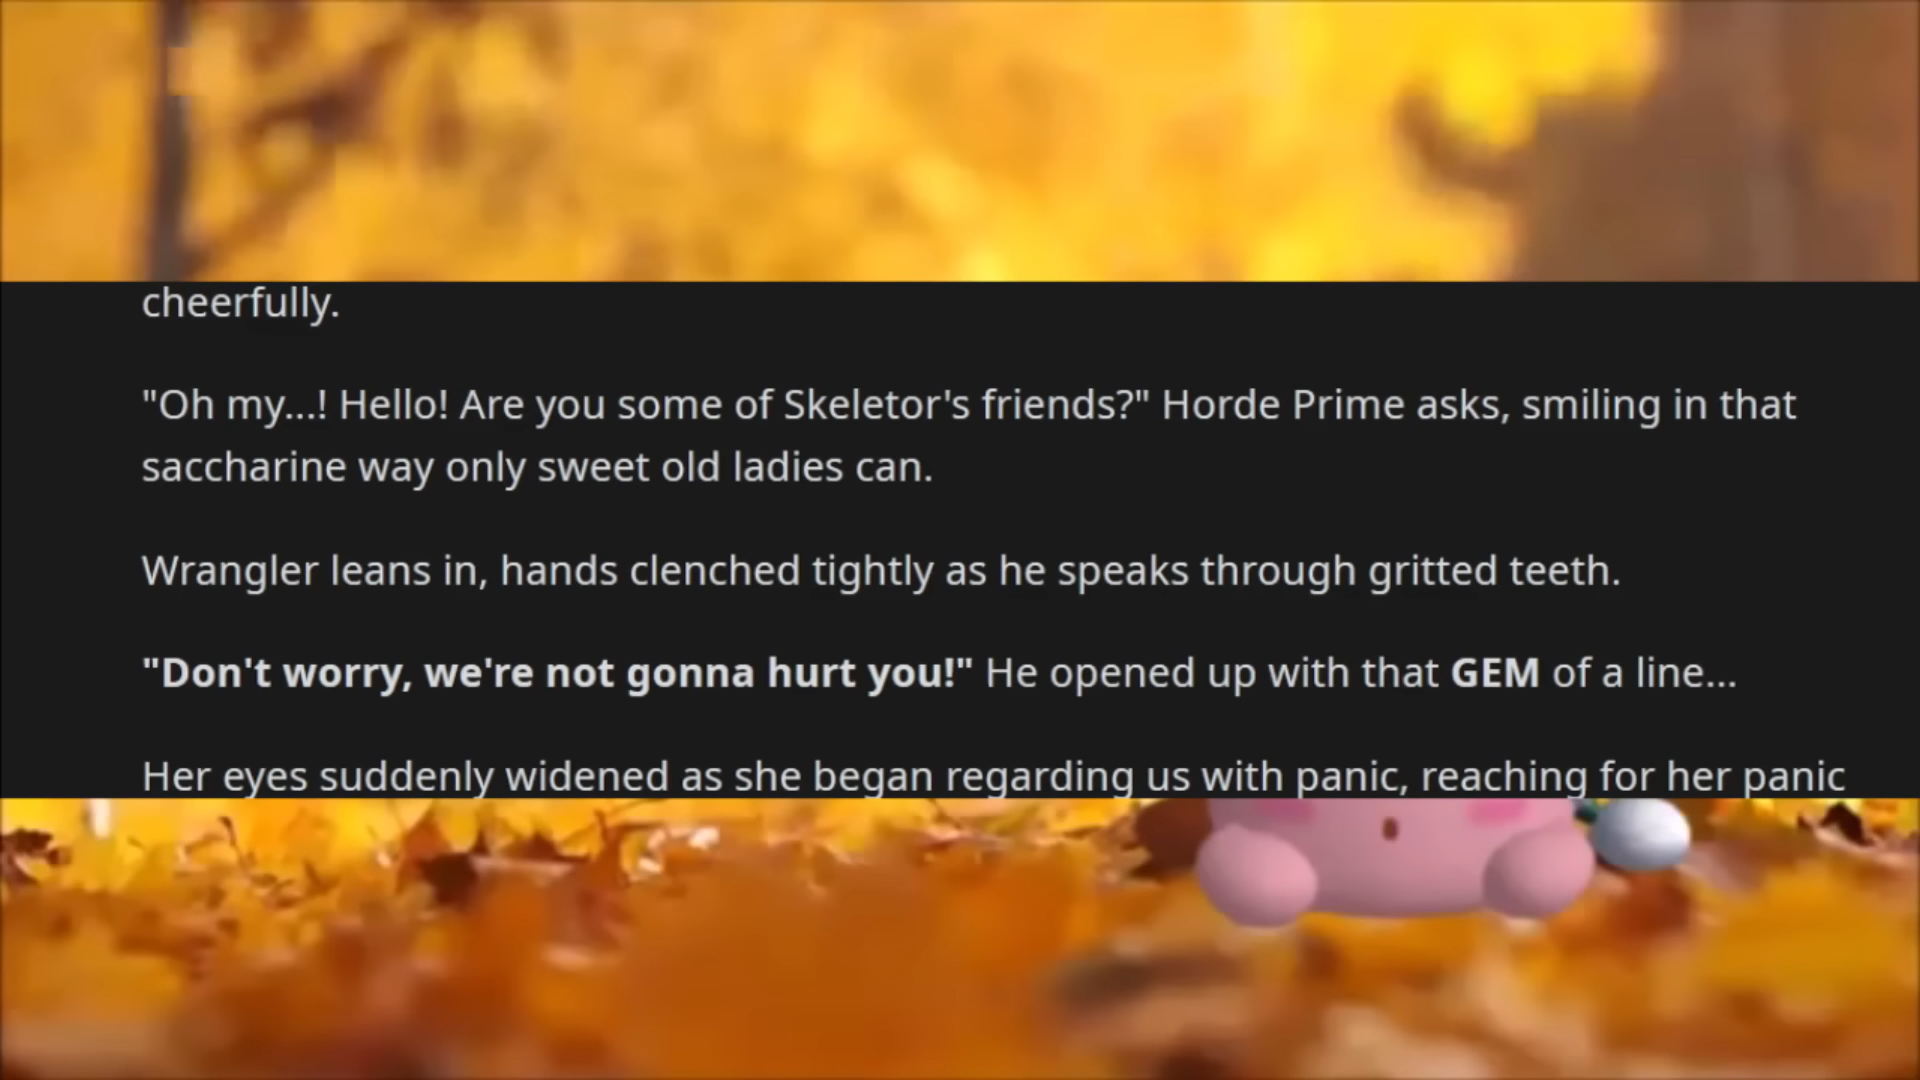 cheerfully.
"Oh my...! Hello! Are you some of Skeletor's friends?" Horde Prime asks, smiling in that
saccharine way only sweet old ladies can.
Wrangler leans in, hands clenched tightly as he speaks through gritted teeth.
"Don't worry, we're not gonna hurt you!" He opened up with that GEM of a line...
Her eyes suddenly widened as she began regarding us with panic, reaching for her panic